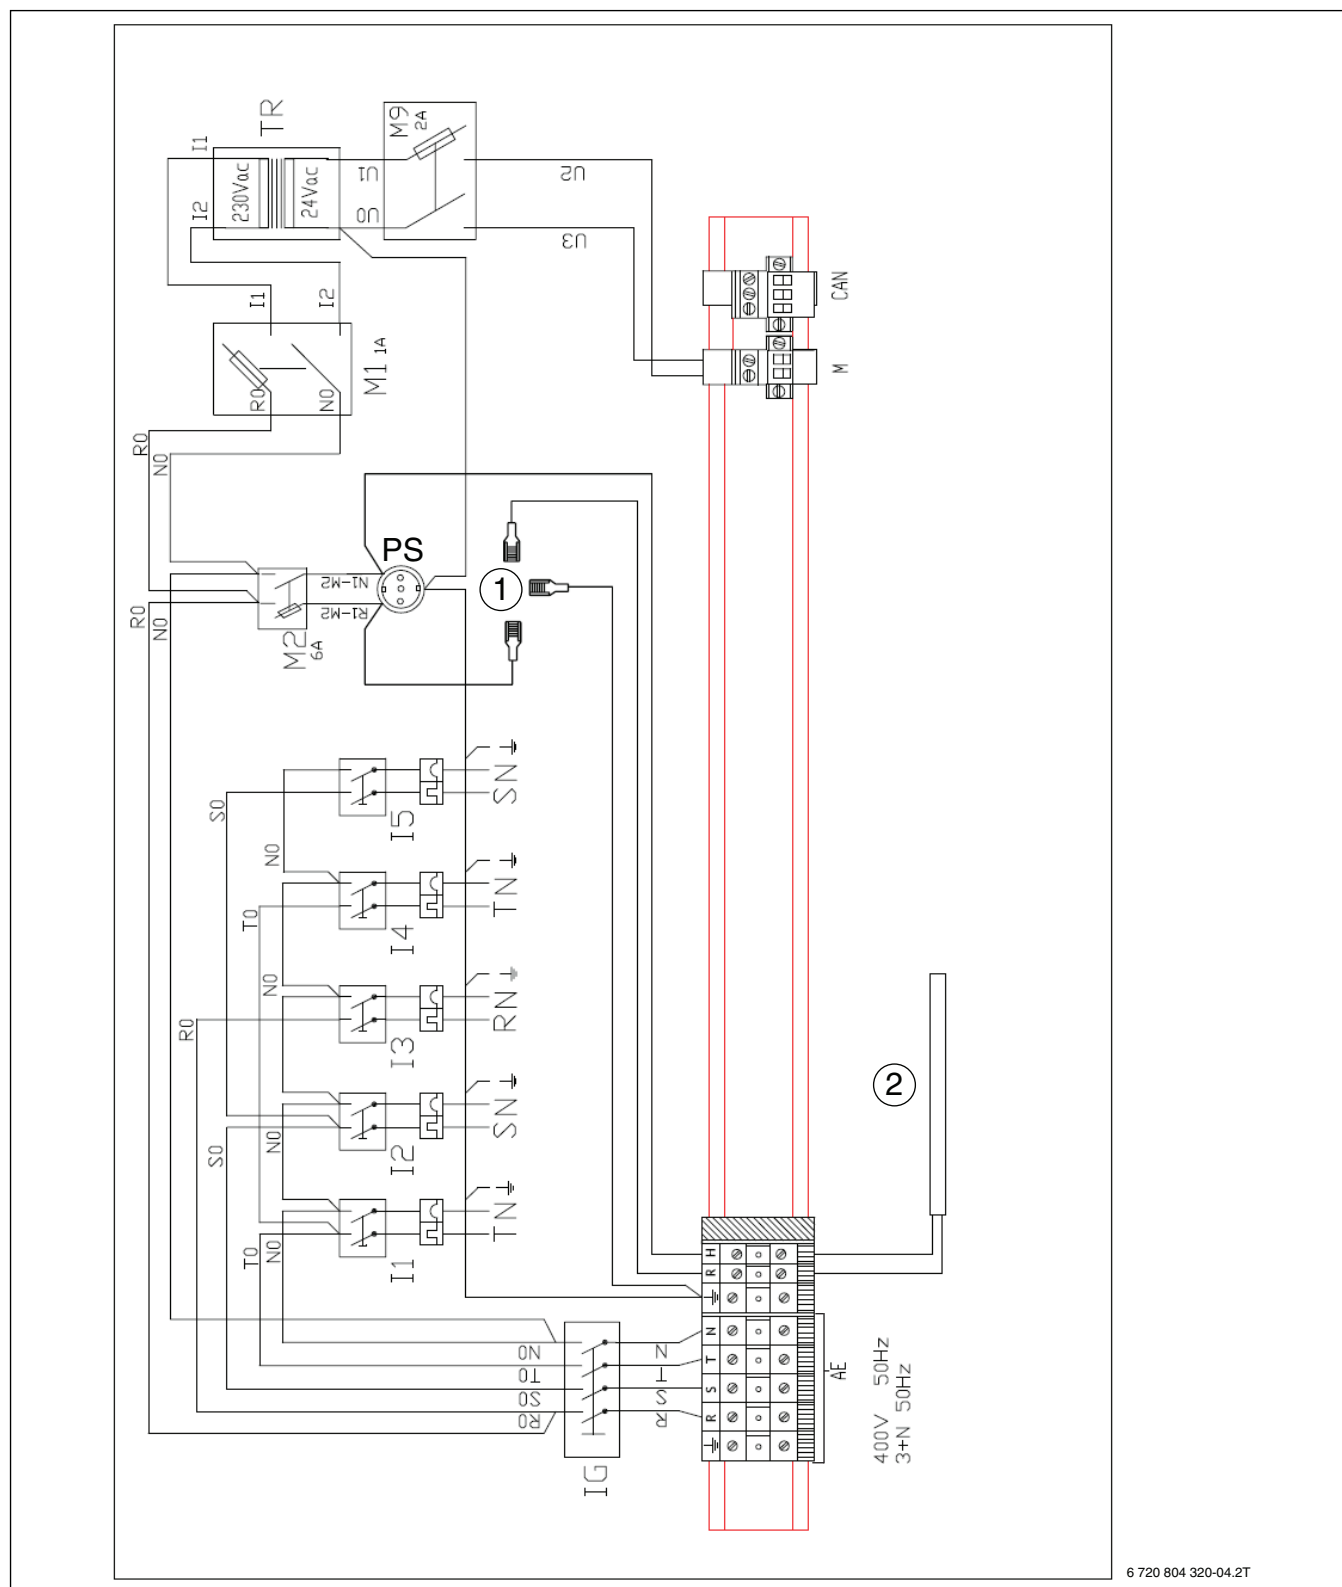 TR
M9
2A
I1
I2
230Vac
24Vac
U1
U0
U2
U3
I1
I2
M1 1A
R0
N0
R0
N0
CAN
M
PS
1
N1-M2
R1-M2
M2
6A
R0
N0
S0
I5
SN
N0
T0
I4
TN
N0
R0
I3
RN
S0
N0
I2
SN
T0
N0
I1
TN
2
H
R
N
T
S
R
N0
T0
S0
R0
N
T
S
R
IG
AE
400V 50Hz
3+N 50Hz
6 720 804 320-04.2T